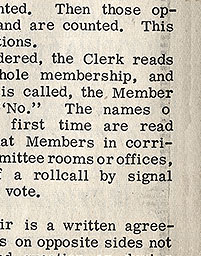 nted. Then those op-
and are counted. This
tions.
dered, the Clerk reads
hole membership, and
is called, the Member
"No." The names o
first time are read
at Members in corri-
mmittee rooms or offices,
f a rollcall by signal
vote.
ir is a written agree-
s on opposite sides not